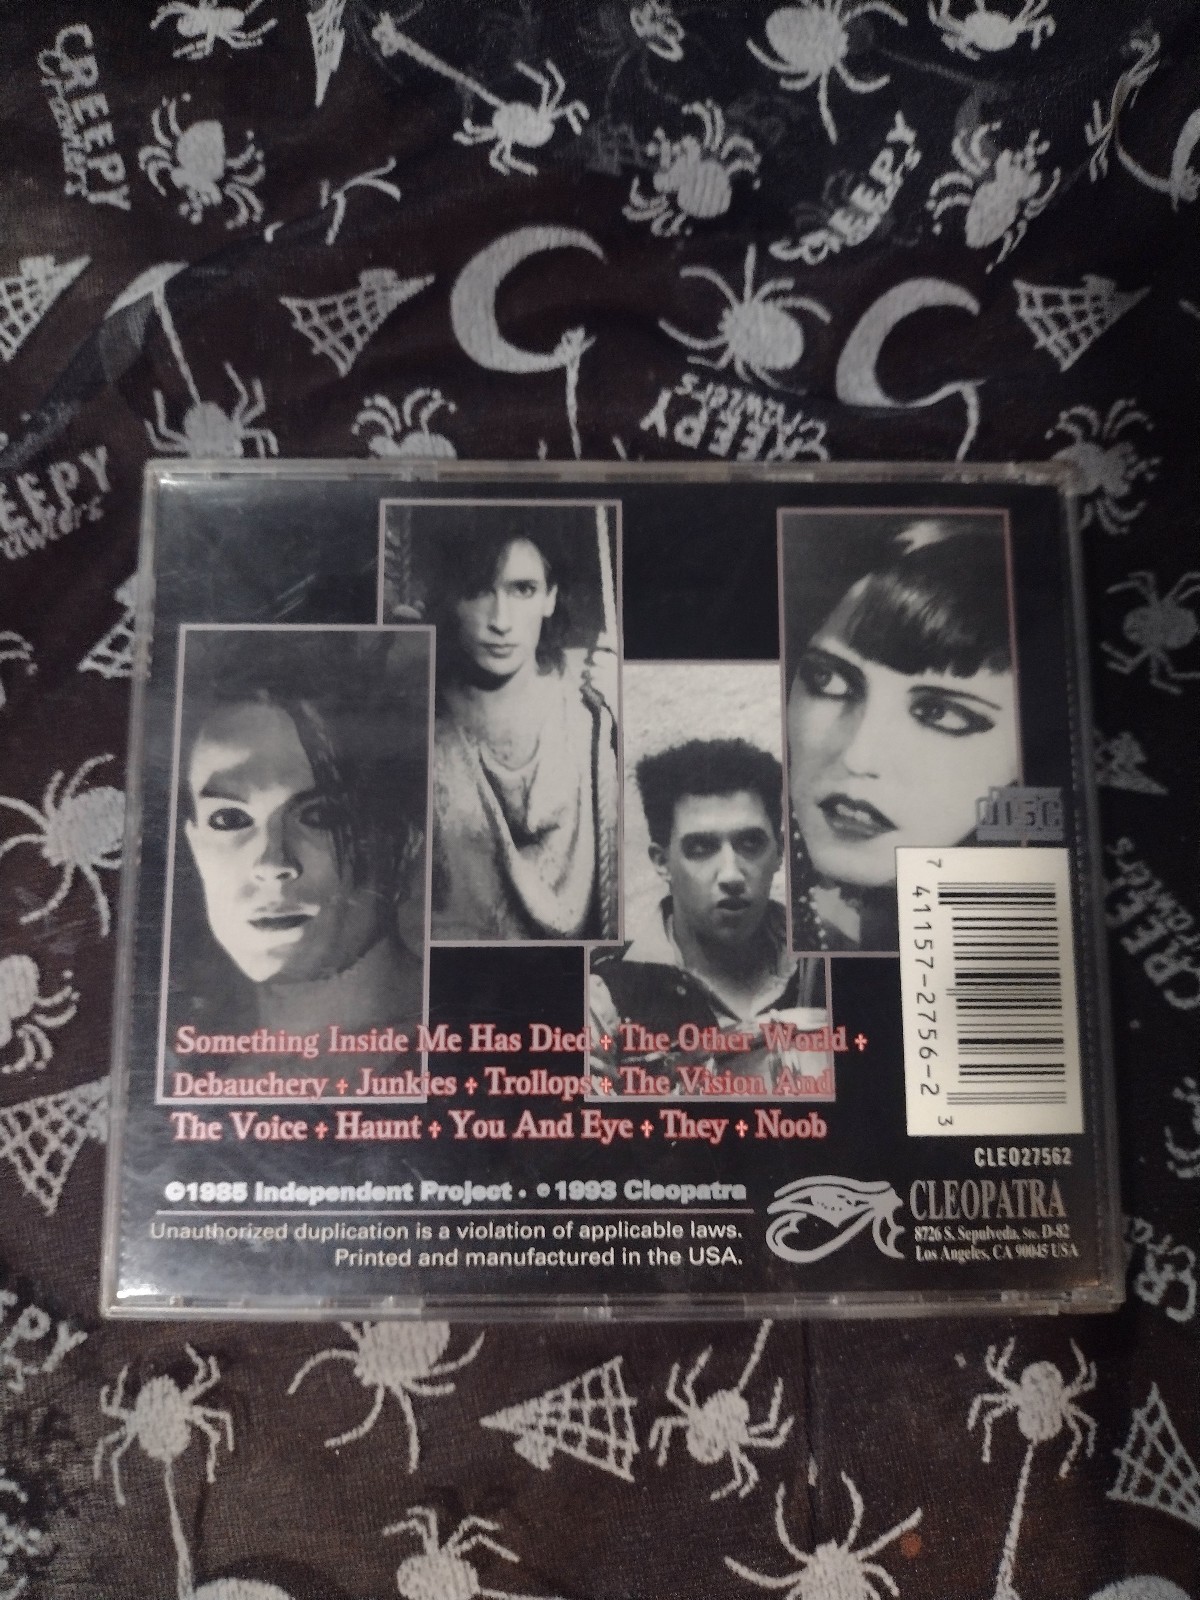 CREEPY
Crawlers
CREEPY
CREEPY
Crawlers
CREEPY
disc
7 41157-2756-2 3
Something Inside Me Has Died + The Other World +
Debauchery + Junkies + Trollops + The Vision And
The Voice + Haunt + You And Eye + They + Noob
CLEO27562
©1985 Independent Project · ℗1993 Cleopatra
Unauthorized duplication is a violation of applicable laws.
Printed and manufactured in the USA.
CLEOPATRA
8726 S. Sepulveda, Ste. D-82
Los Angeles, CA 90045 USA